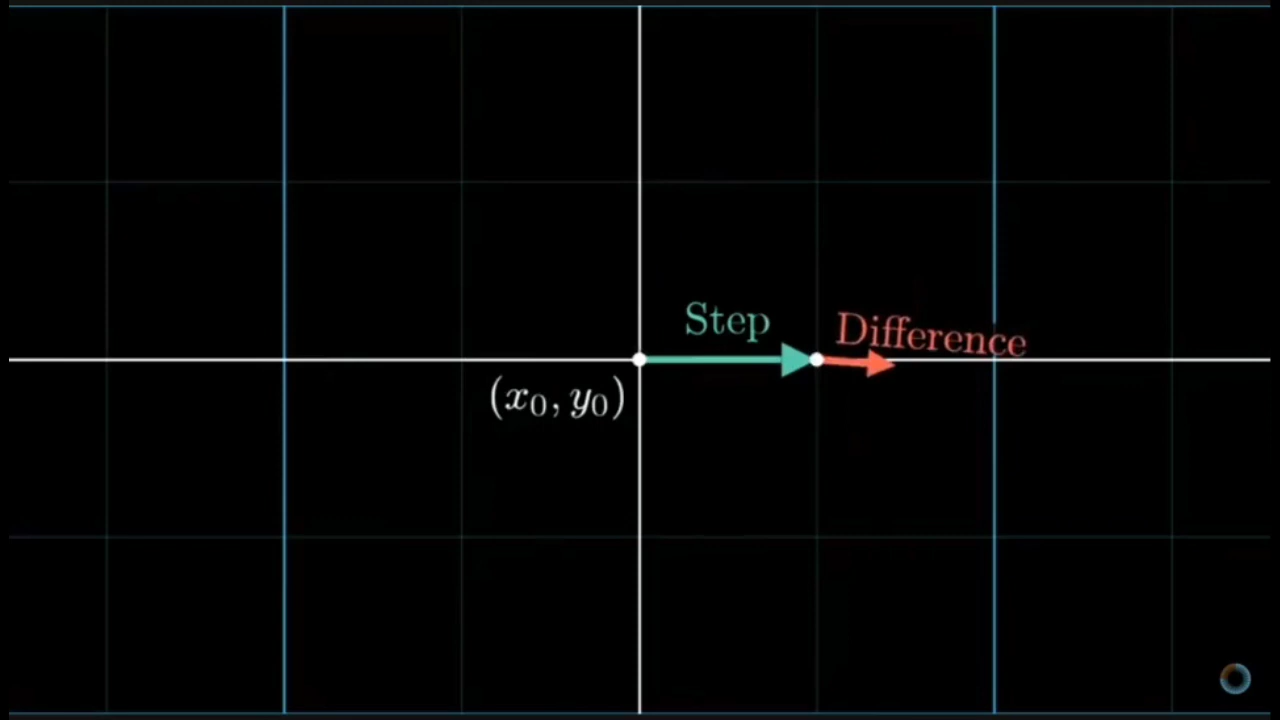 Step
Difference
(x₀, y₀)